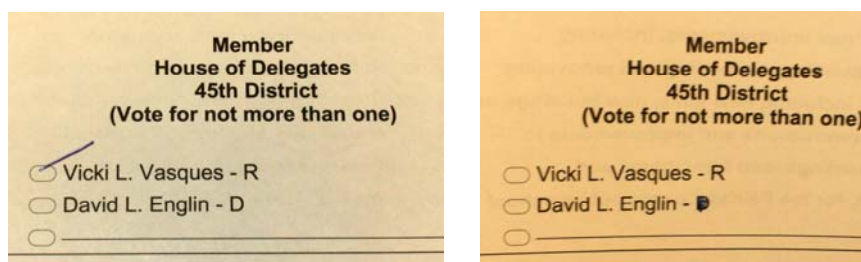 Member
House of Delegates
45th District
(Vote for not more than one)
Vicki L. Vasques - R
David L. Englin - D
Member
House of Delegates
45th District
(Vote for not more than one)
Vicki L. Vasques - R
David L. Englin - D